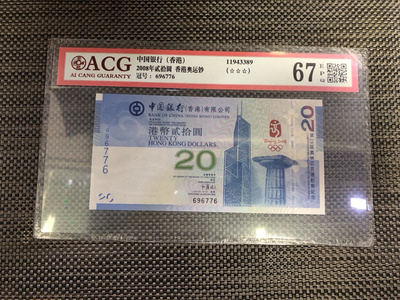 ACG
AI CANG GUARANTY
中国银行（香港）
2008年贰拾圆 香港奥运钞
冠号：696776
11943389
(☆☆☆)
67
E
P
Q
中國銀行(香港)有限公司
BANK OF CHINA (HONG KONG) LIMITED
港幣貳拾圓
TWENTY
HONG KONG DOLLARS
20
696776
696776
Beijing 2008
20